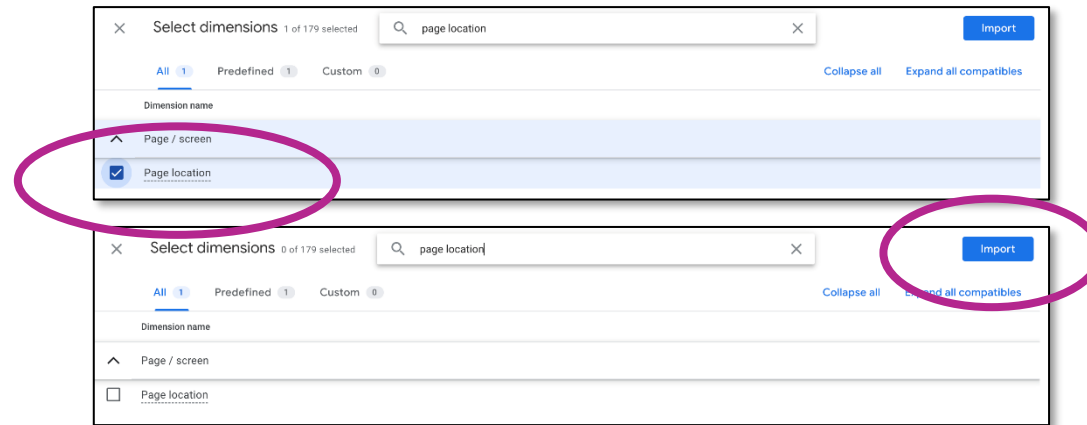 Select dimensions 1 of 179 selected page location Import
All 1 Predefined 1 Custom 0 Collapse all Expand all compatibles
Dimension name
Page / screen
Page location
Select dimensions 0 of 179 selected page location Import
All 1 Predefined 1 Custom 0 Collapse all Expand all compatibles
Dimension name
Page / screen
Page location